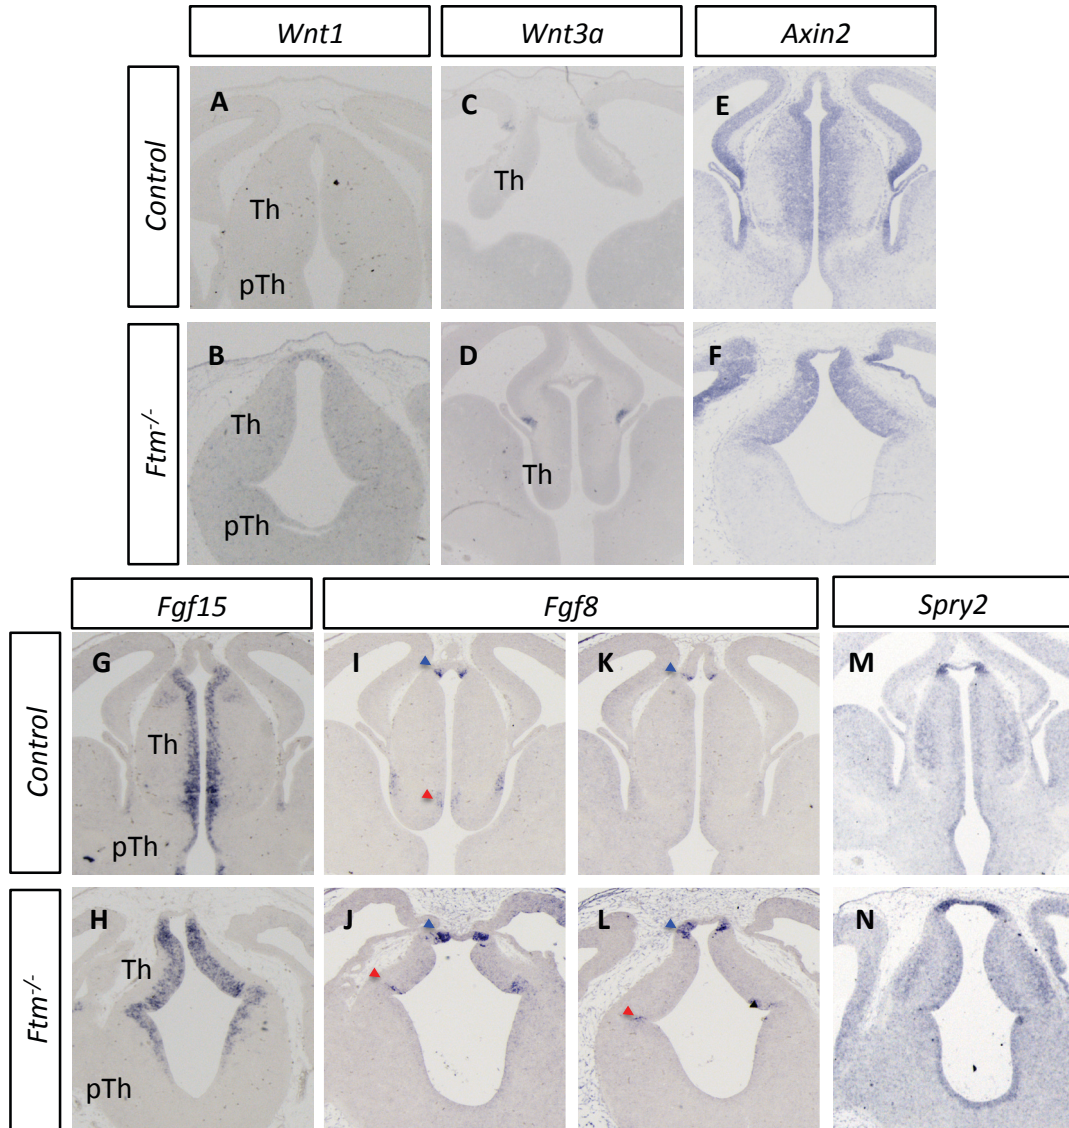 Wnt1 Wnt3a Axin2
Control
A C E
Th Th
pTh
Ftm-/-
B D F
Th Th
pTh
Fgf15 Fgf8 Spry2
Control
G I K M
Th
pTh
Ftm-/-
H J L N
Th
pTh